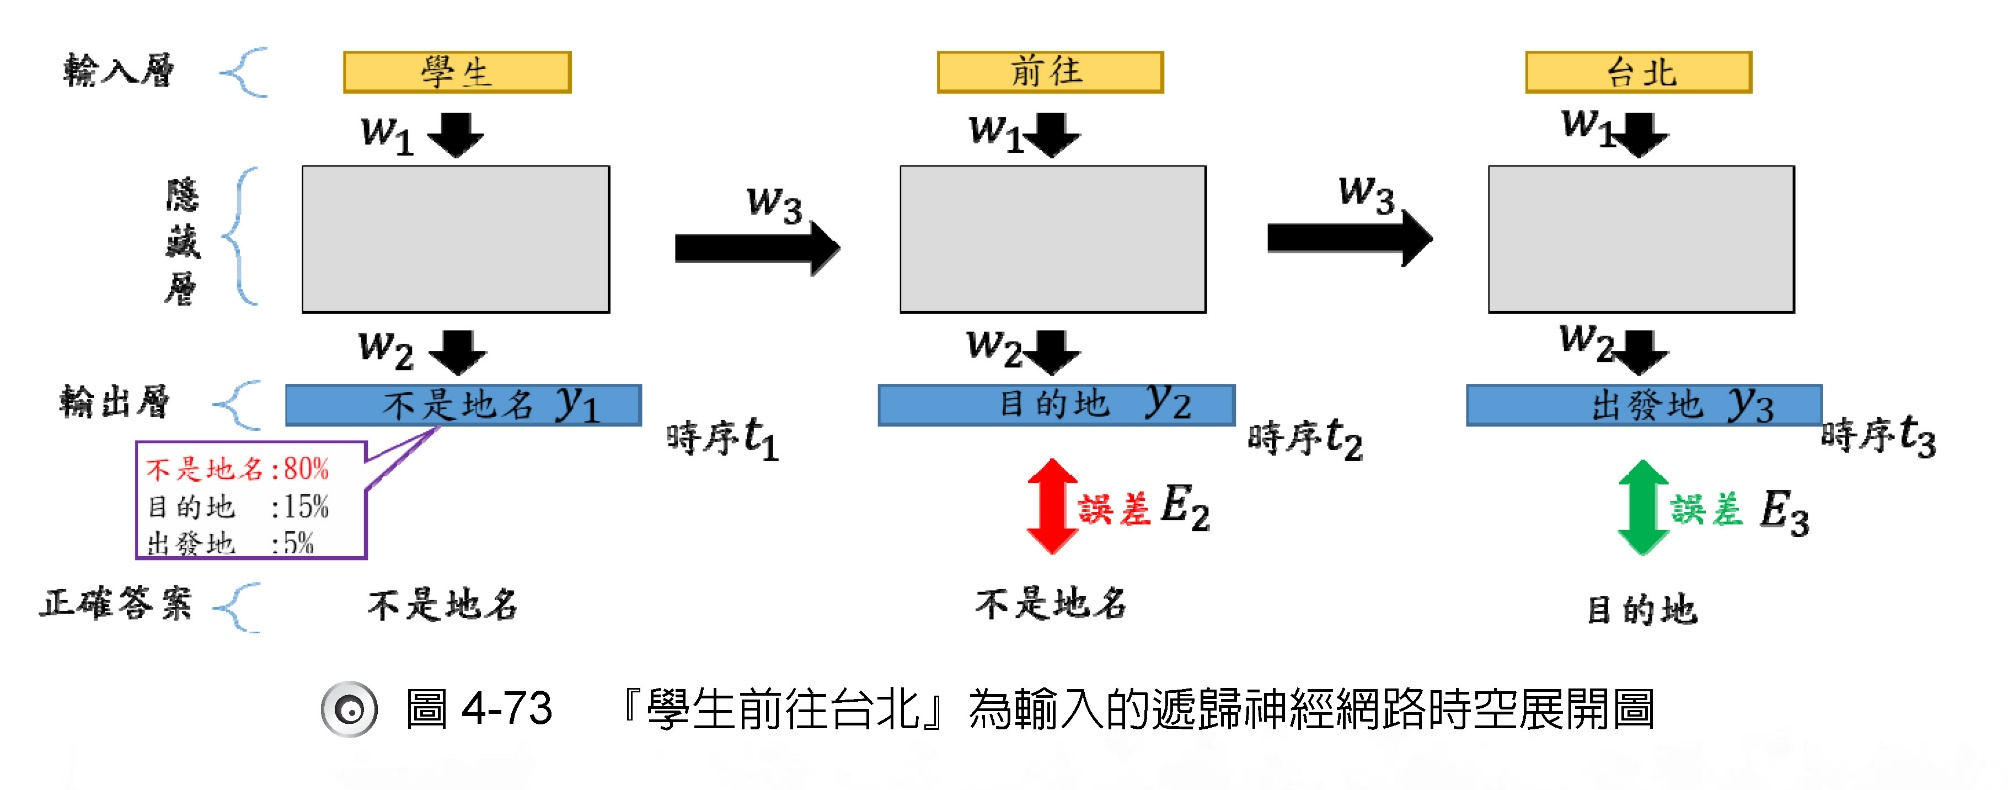 輸入層 學生 前往 台北
w₁ w₁ w₁
隱藏層 w₃ w₃
w₂ w₂ w₂
輸出層 不是地名 y₁ 目的地 y₂ 出發地 y₃
時序t₁ 時序t₂ 時序t₃
不是地名:80%
目的地 :15%
出發地 :5%
誤差 E₂ 誤差 E₃
正確答案 不是地名 不是地名 目的地
圖 4-73 『學生前往台北』為輸入的遞歸神經網路時空展開圖